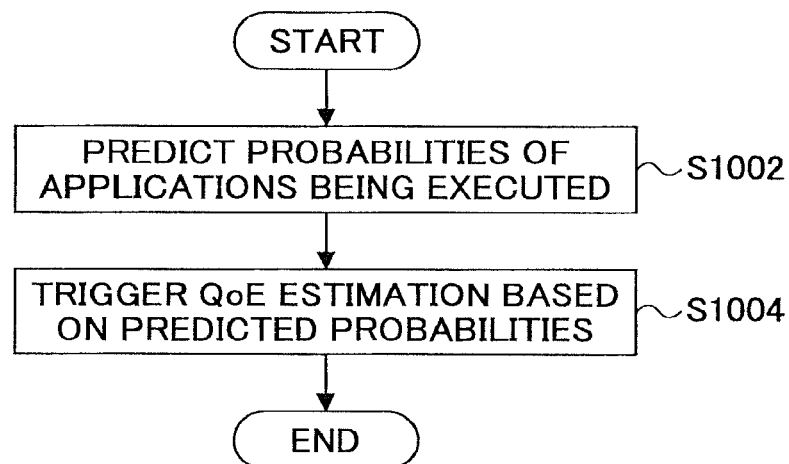 START
PREDICT PROBABILITIES OF
APPLICATIONS BEING EXECUTED
S1002
TRIGGER QoE ESTIMATION BASED
ON PREDICTED PROBABILITIES
S1004
END